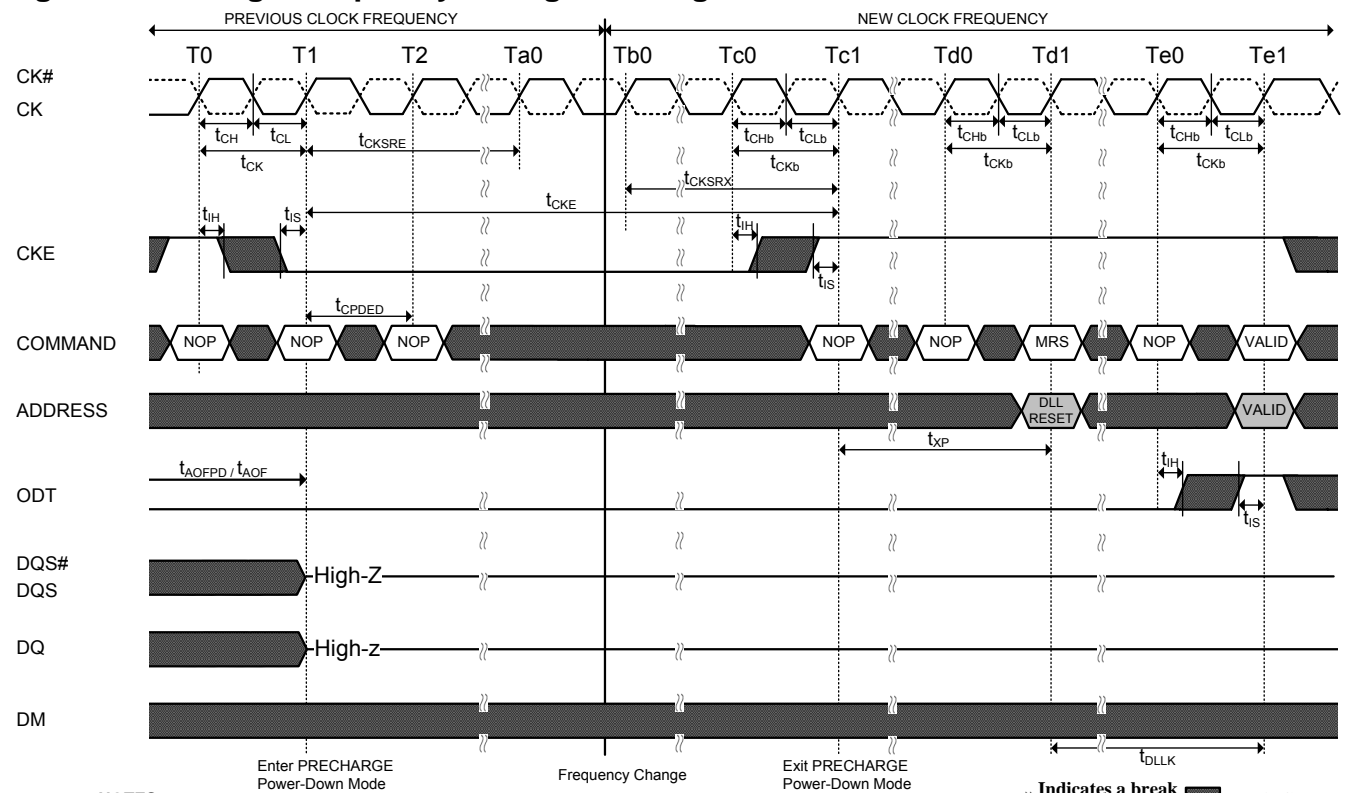 PREVIOUS CLOCK FREQUENCY NEW CLOCK FREQUENCY
T0 T1 T2 Ta0 Tb0 Tc0 Tc1 Td0 Td1 Te0 Te1
CK#
CK
tCH tCL tCHb tCLb tCHb tCLb tCHb tCLb
tCK tCKSRE tCKb tCKb tCKb
tCKSRX
tCKE
tIH tIS tIH
CKE
tIS
tCPDED
COMMAND NOP NOP NOP NOP NOP MRS NOP VALID
ADDRESS DLL RESET VALID
tXP
tAOFPD / tAOF tIH
ODT
tIS
DQS#
DQS
High-Z
DQ High-z
DM
tDLLK
Enter PRECHARGE
Power-Down Mode
Frequency Change
Exit PRECHARGE
Power-Down Mode
Indicates a break